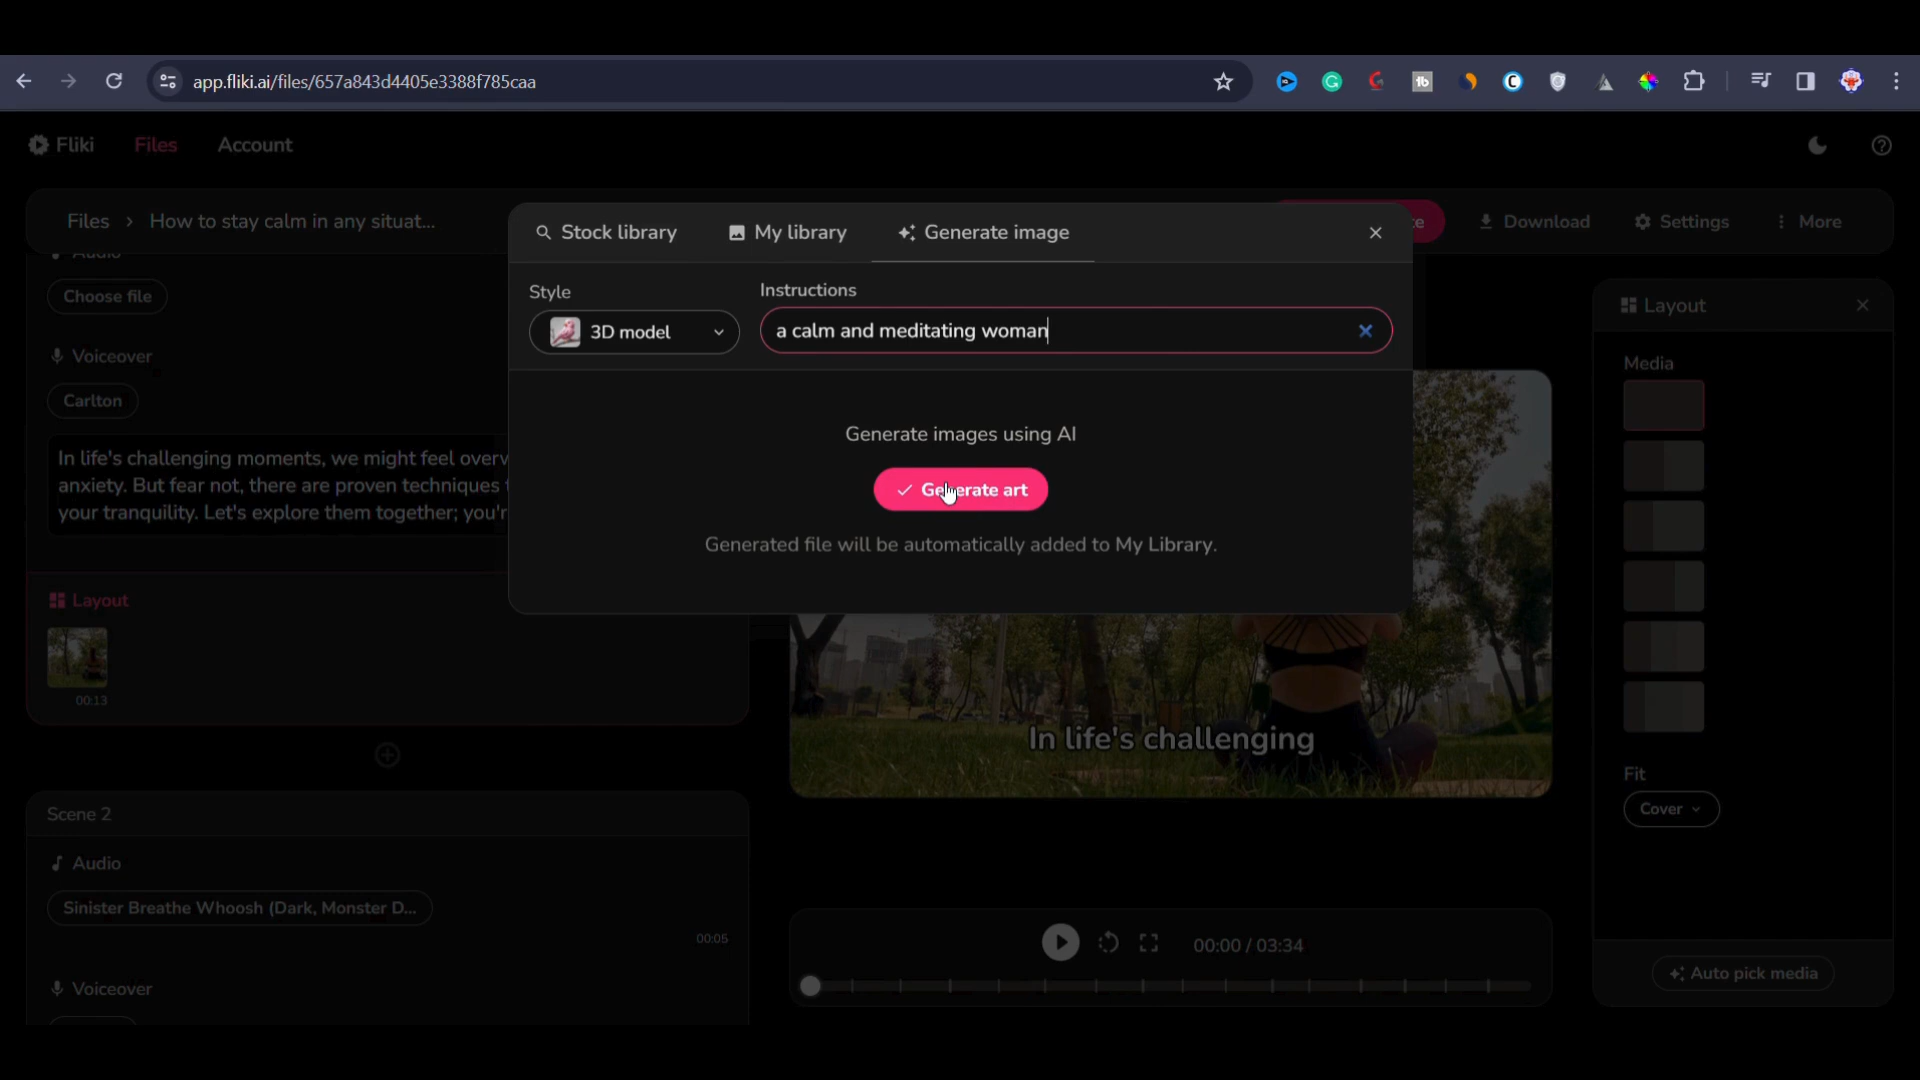 app.fliki.ai/files/657a843d4405e3388f785caa
Fliki Files Account
Files > How to stay calm in any situat...
Download Settings More
Stock library My library Generate image
Style
3D model
Instructions
a calm and meditating woman
Generate images using AI
Generate art
Generated file will be automatically added to My Library.
Audio
Choose file
Voiceover
Carlton
In life's challenging moments, we might feel
anxiety. But fear not, there are proven techniques
your tranquility. Let's explore them together;
Layout
00:13
Scene 2
Audio
Sinister Breathe Whoosh (Dark, Monster D...
00:05
Voiceover
In life's challenging
00:00 / 03:34
Layout
Media
Fit
Cover
Auto pick media